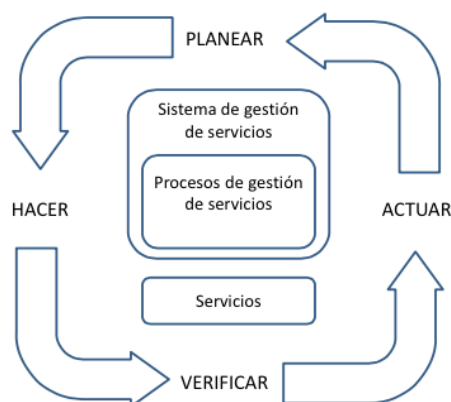 PLANEAR
Sistema de gestión
de servicios
Procesos de gestión
de servicios
HACER
ACTUAR
Servicios
VERIFICAR